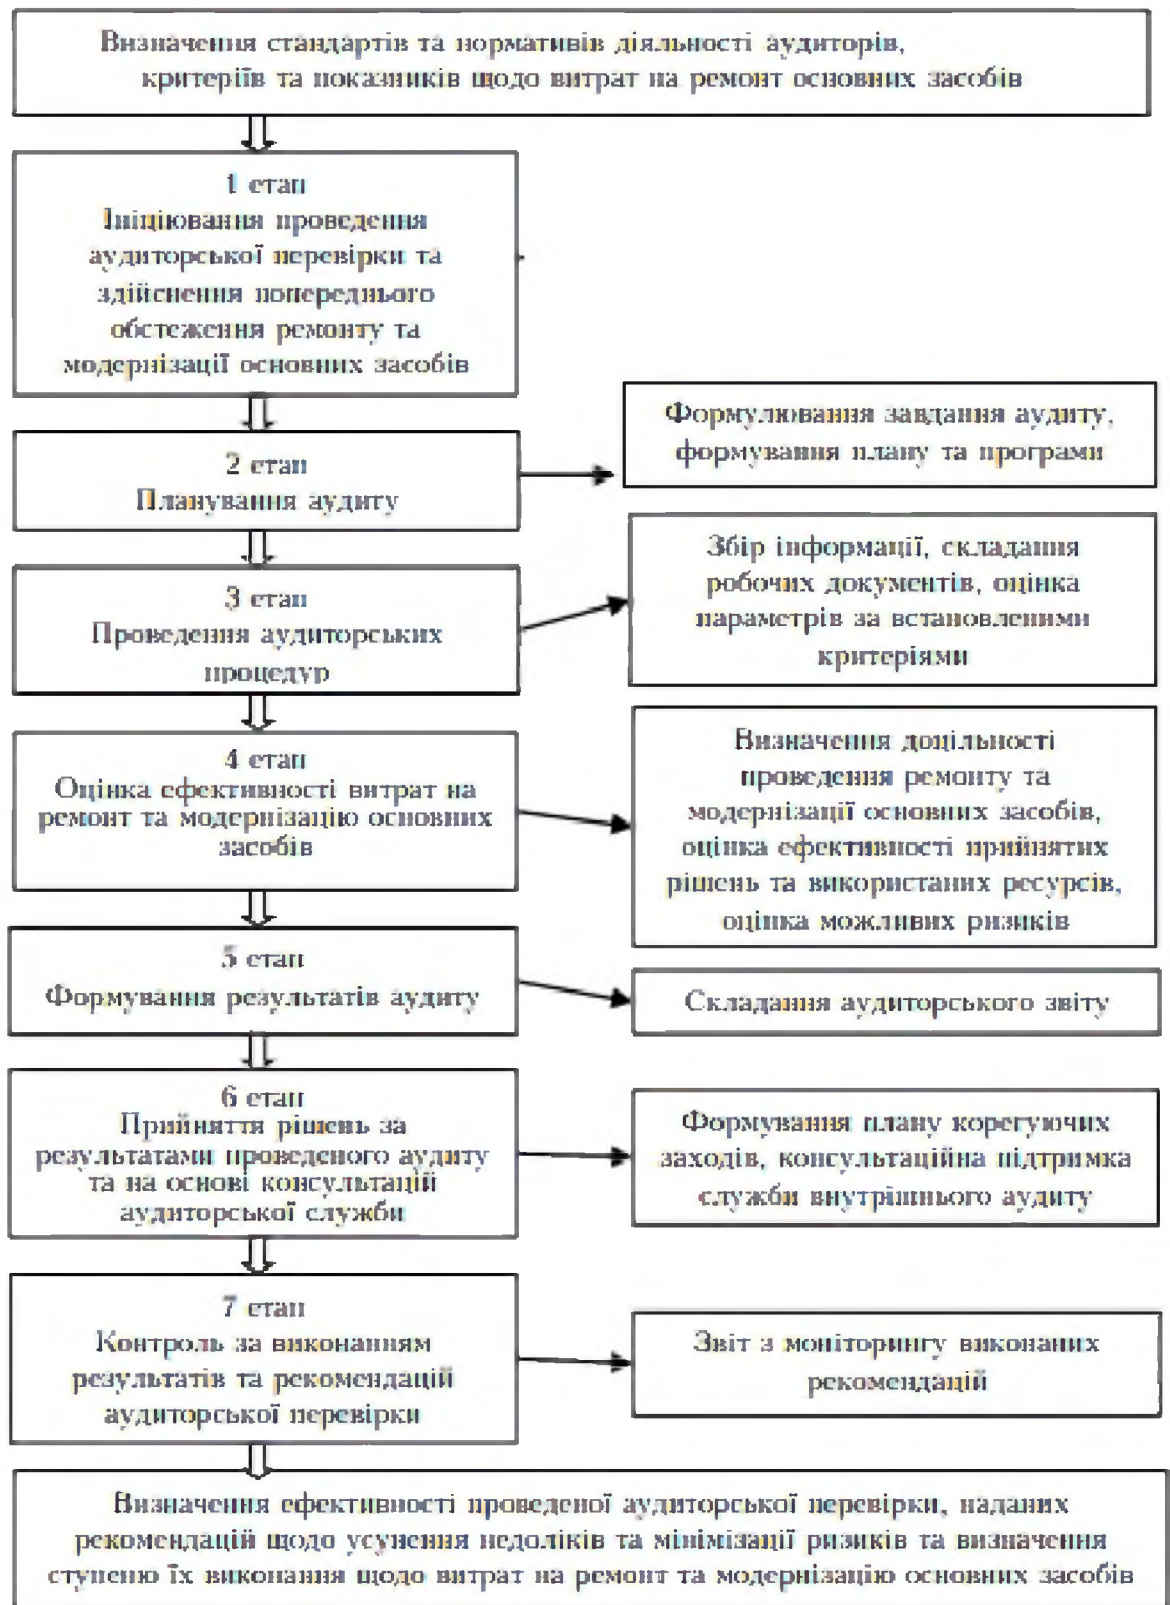 Визначення стандартів та нормативів діяльності аудиторів,
критеріїв та показників щодо витрат на ремонт основних засобів
1 етап
Ініціювання проведення
аудиторської перевірки та
здійснення попереднього
обстеження ремонту та
модернізації основних засобів
2 етап
Планування аудиту
Формулювання завдання аудиту,
формування плану та програми
3 етап
Проведення аудиторських
процедур
Збір інформації, складання
робочих документів, оцінка
параметрів за встановленими
критеріями
4 етап
Оцінка ефективності витрат на
ремонт та модернізацію основних
засобів
Визначення доцільності
проведення ремонту та
модернізації основних засобів,
оцінка ефективності прийнятих
рішень та використаних ресурсів,
оцінка можливих ризиків
5 етап
Формування результатів аудиту
Складання аудиторського звіту
6 етап
Прийняття рішень за
результатами проведеного аудиту
та на основі консультацій
аудиторської служби
Формування плану корегуючих
заходів, консультаційна підтримка
служби внутрішнього аудиту
7 етап
Контроль за виконанням
результатів та рекомендацій
аудиторської перевірки
Звіт з моніторингу виконаних
рекомендацій
Визначення ефективності проведеної аудиторської перевірки, наданих
рекомендацій щодо усунення недоліків та мінімізації ризиків та визначення
ступеню їх виконання щодо витрат на ремонт та модернізацію основних засобів